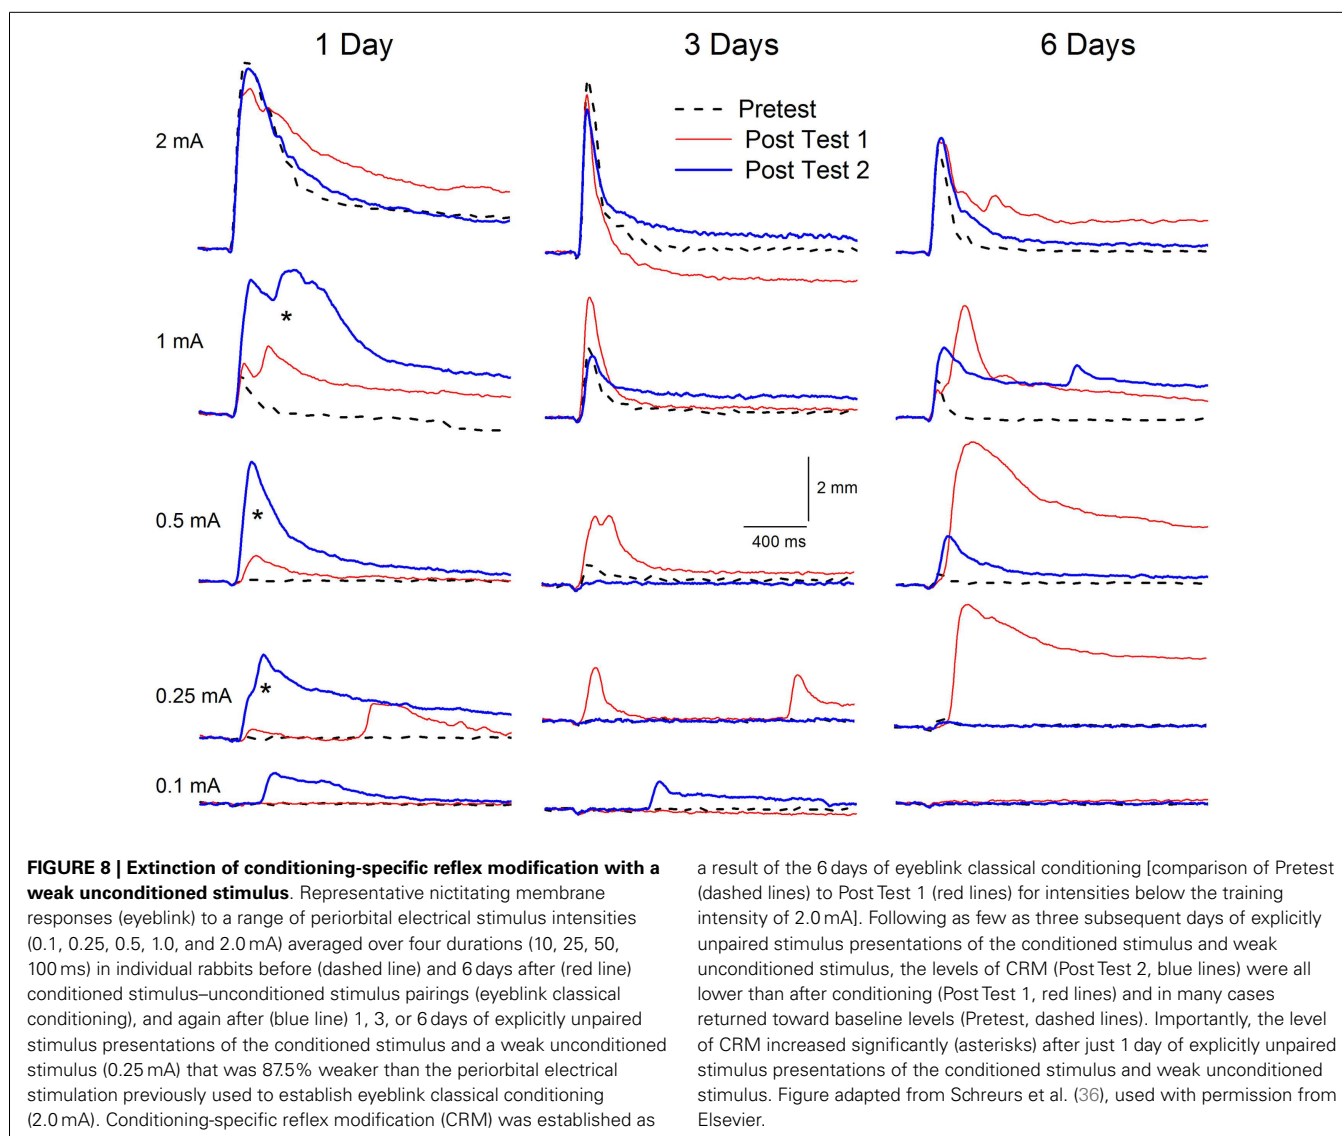 1 Day
3 Days
6 Days
Pretest
Post Test 1
Post Test 2
2 mA
1 mA
*
0.5 mA
*
2 mm
400 ms
0.25 mA
*
0.1 mA
FIGURE 8 | Extinction of conditioning-specific reflex modification with a
weak unconditioned stimulus. Representative nictitating membrane
responses (eyeblink) to a range of periorbital electrical stimulus intensities
(0.1, 0.25, 0.5, 1.0, and 2.0 mA) averaged over four durations (10, 25, 50,
100 ms) in individual rabbits before (dashed line) and 6 days after (red line)
conditioned stimulus–unconditioned stimulus pairings (eyeblink classical
conditioning), and again after (blue line) 1, 3, or 6 days of explicitly unpaired
stimulus presentations of the conditioned stimulus and a weak unconditioned
stimulus (0.25 mA) that was 87.5% weaker than the periorbital electrical
stimulation previously used to establish eyeblink classical conditioning
(2.0 mA). Conditioning-specific reflex modification (CRM) was established as
a result of the 6 days of eyeblink classical conditioning [comparison of Pretest
(dashed lines) to Post Test 1 (red lines) for intensities below the training
intensity of 2.0 mA]. Following as few as three subsequent days of explicitly
unpaired stimulus presentations of the conditioned stimulus and weak
unconditioned stimulus, the levels of CRM (Post Test 2, blue lines) were all
lower than after conditioning (Post Test 1, red lines) and in many cases
returned toward baseline levels (Pretest, dashed lines). Importantly, the level
of CRM increased significantly (asterisks) after just 1 day of explicitly unpaired
stimulus presentations of the conditioned stimulus and weak unconditioned
stimulus. Figure adapted from Schreurs et al. (36), used with permission from
Elsevier.